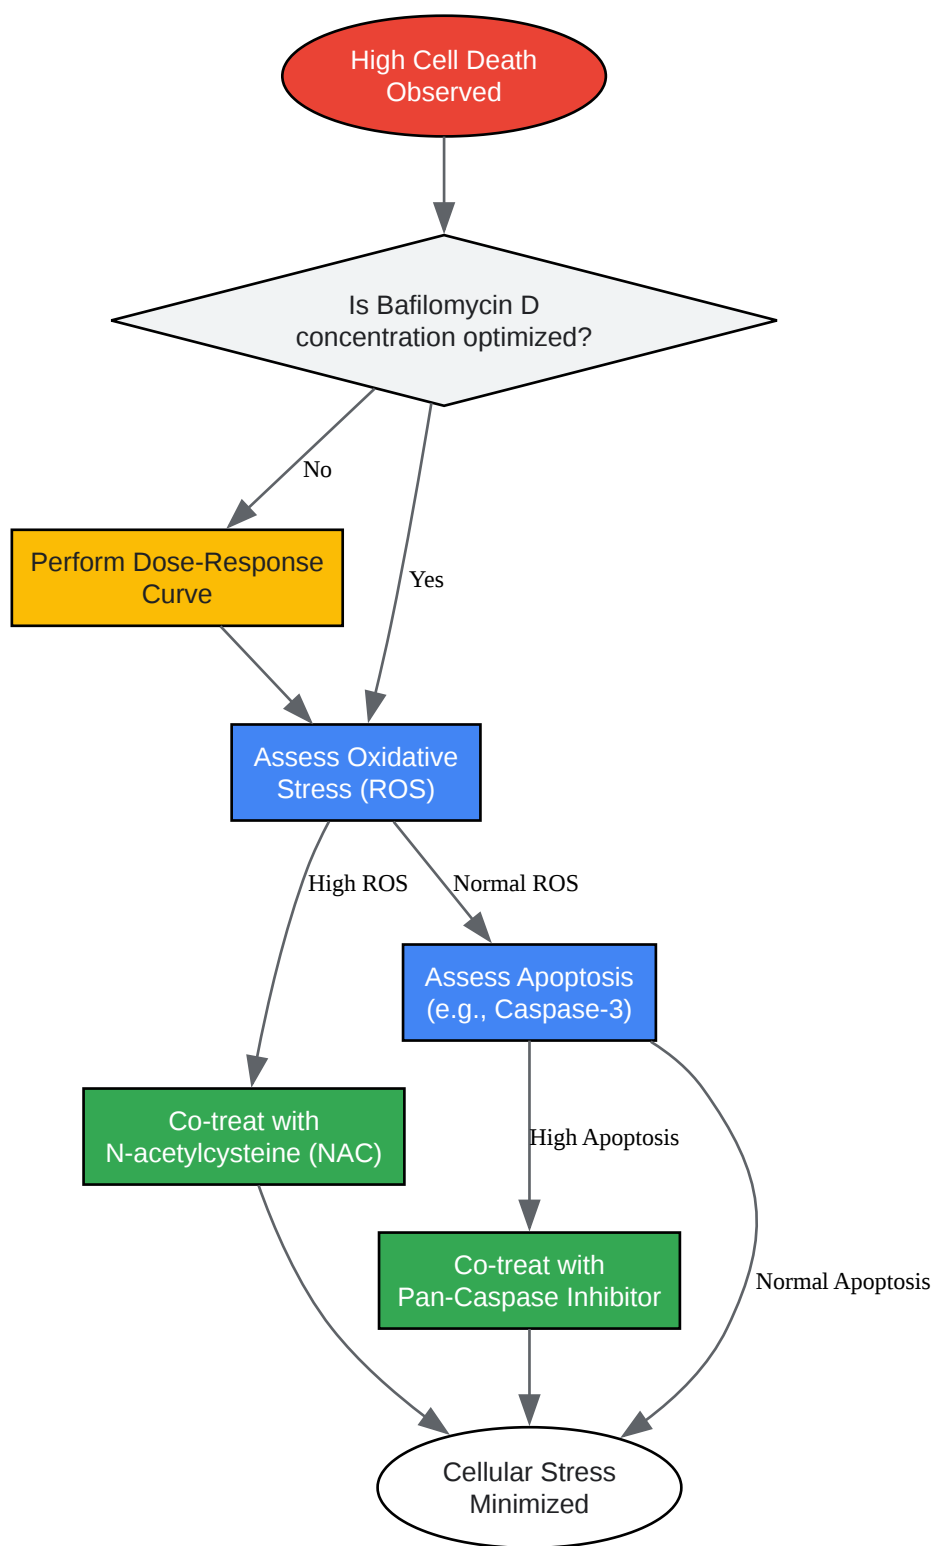 High Cell Death
Observed
Is Bafilomycin D
concentration optimized?
No
Perform Dose-Response
Curve
Yes
Assess Oxidative
Stress (ROS)
High ROS
Normal ROS
Assess Apoptosis
(e.g., Caspase-3)
Co-treat with
N-acetylcysteine (NAC)
High Apoptosis
Co-treat with
Pan-Caspase Inhibitor
Normal Apoptosis
Cellular Stress
Minimized